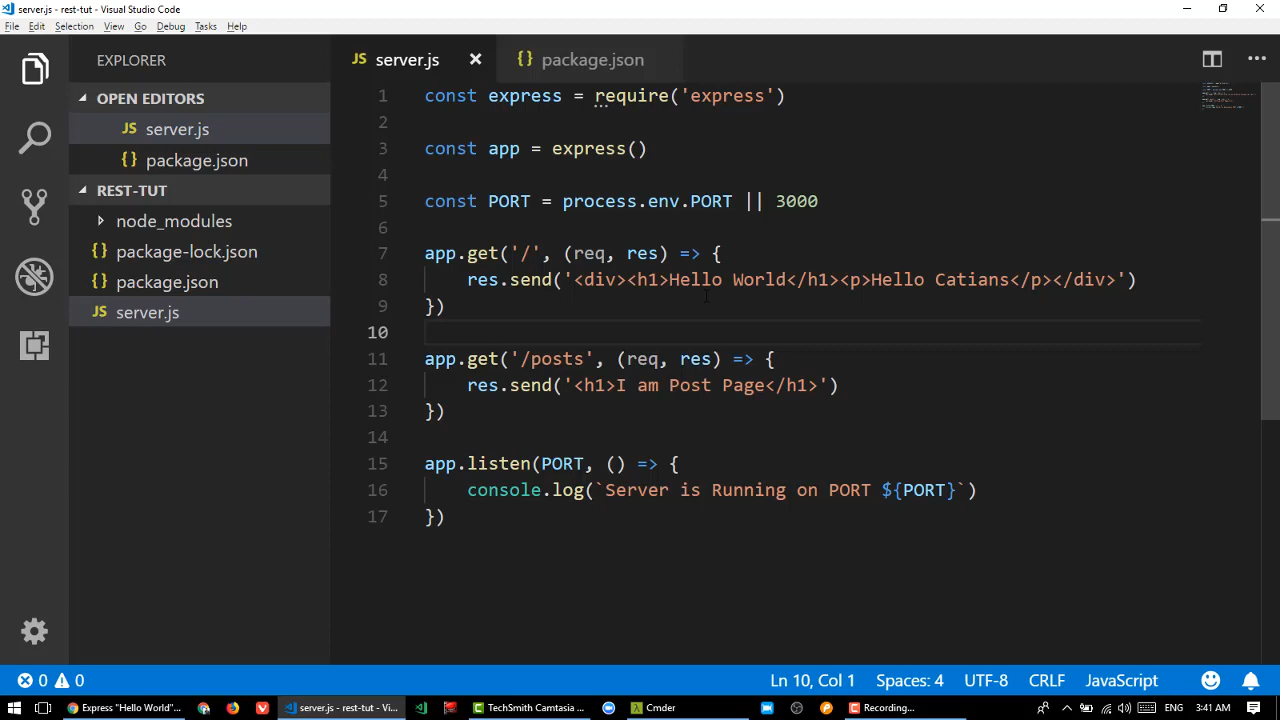 server.js - rest-tut - Visual Studio Code
File Edit Selection View Go Debug Tasks Help
EXPLORER
OPEN EDITORS
JS server.js
{} package.json
REST-TUT
node_modules
{} package-lock.json
{} package.json
JS server.js
JS server.js {} package.json
1 const express = require('express')
2
3 const app = express()
4
5 const PORT = process.env.PORT || 3000
6
7 app.get('/', (req, res) => {
8 res.send('<div><h1>Hello World</h1><p>Hello Catians</p></div>')
9 })
10
11 app.get('/posts', (req, res) => {
12 res.send('<h1>I am Post Page</h1>')
13 })
14
15 app.listen(PORT, () => {
16 console.log(`Server is Running on PORT ${PORT}`)
17 })
0 0 Ln 10, Col 1 Spaces: 4 UTF-8 CRLF JavaScript
Express "Hello World"... server.js - rest-tut - Vi... TechSmith Camtasia ... Cmder Recording... ENG 3:41 AM